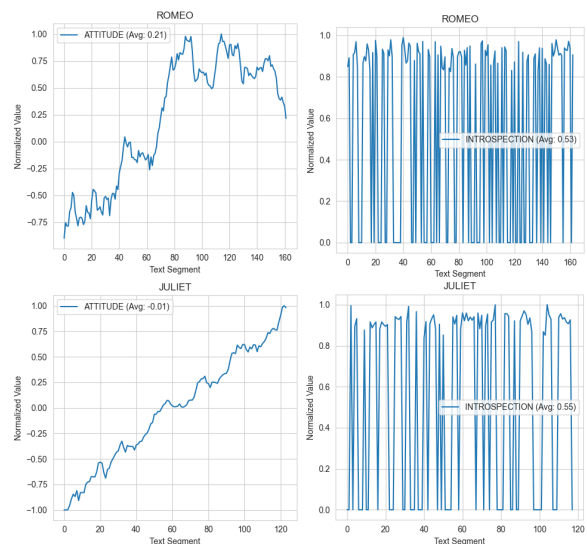 ROMEO
ATTITUDE (Avg: 0.21)
Normalized Value
1.00
0.75
0.50
0.25
0.00
−0.25
−0.50
−0.75
0 20 40 60 80 100 120 140 160
Text Segment
ROMEO
INTROSPECTION (Avg: 0.53)
Normalized Value
1.0
0.8
0.6
0.4
0.2
0.0
0 20 40 60 80 100 120 140 160
Text Segment
JULIET
ATTITUDE (Avg: -0.01)
Normalized Value
1.00
0.75
0.50
0.25
0.00
−0.25
−0.50
−0.75
−1.00
0 20 40 60 80 100 120
Text Segment
JULIET
INTROSPECTION (Avg: 0.55)
Normalized Value
1.0
0.8
0.6
0.4
0.2
0.0
0 20 40 60 80 100 120
Text Segment